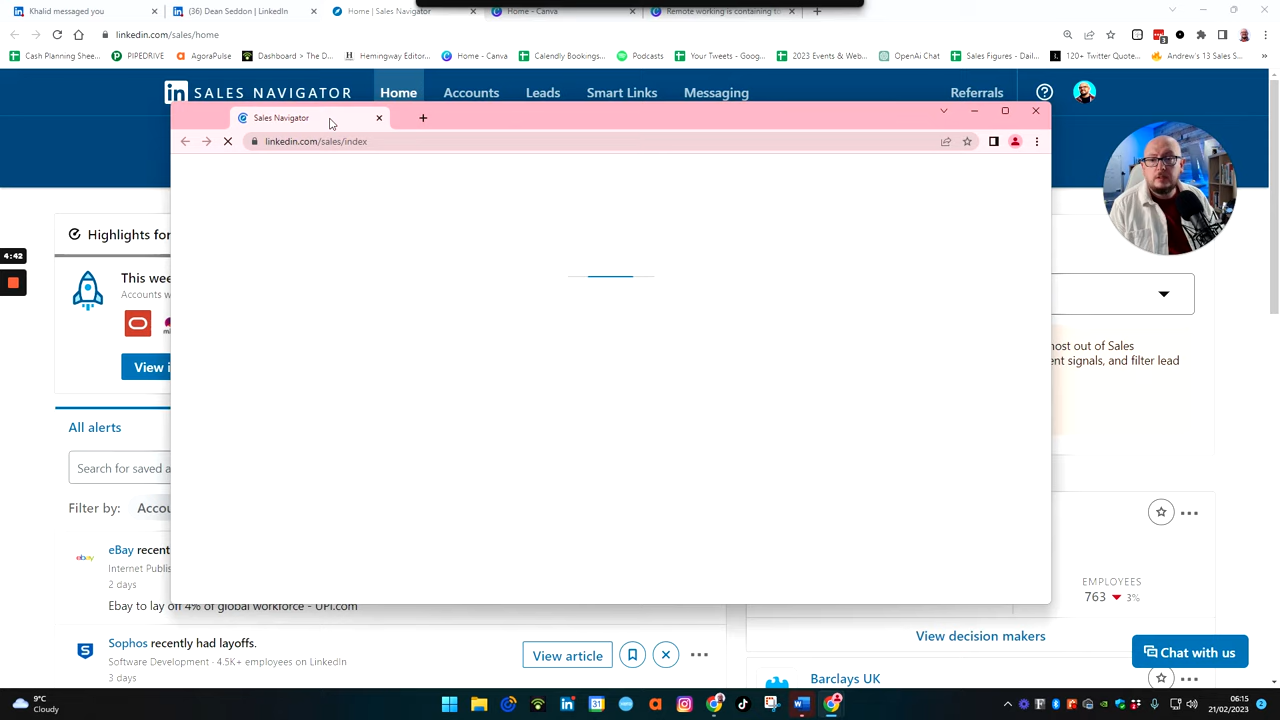 Khalid messaged you
(36) Dean Seddon | LinkedIn
Home | Sales Navigator
Home - Canva
Remote working is containing to
linkedin.com/sales/home
Cash Planning Shee...
PIPEDRIVE
AgoraPulse
Dashboard > The D...
Hemingway Editor
Home - Canva
Calendly Bookings...
Podcasts
Your Tweets - Goog...
2023 Events & Web...
OpenAi Chat
Sales Figures - Dail...
120+ Twitter Quote...
Andrew's 13 Sales S...
in SALES NAVIGATOR
Home
Accounts
Leads
Smart Links
Messaging
Referrals
Sales Navigator
linkedin.com/sales/index
Highlights for
4:42
This wee
Accounts w
View i
most out of Sales
ent signals, and filter lead
All alerts
Search for saved a
Filter by:
Accou
eBay recent
Internet Publis
2 days
Ebay to lay off 4% of global workforce - UPI.com
EMPLOYEES
763 3%
View decision makers
Sophos recently had layoffs.
Software Development · 4.5K+ employees on LinkedIn
3 days
View article
Chat with us
Barclays UK
9°C
Cloudy
06:15
21/02/2023